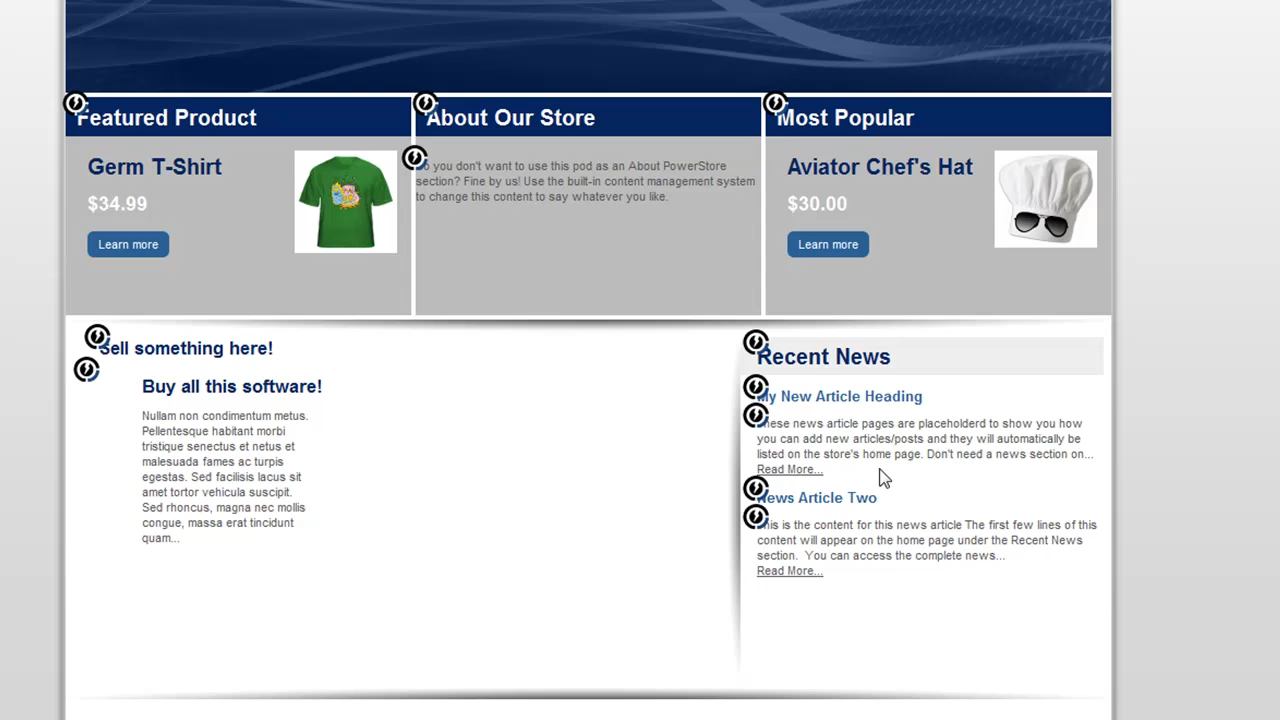 Featured Product
Germ T-Shirt
$34.99
Learn more
About Our Store
o you don't want to use this pod as an About PowerStore
section? Fine by us! Use the built-in content management system
to change this content to say whatever you like.
Most Popular
Aviator Chef's Hat
$30.00
Learn more
Sell something here!
Buy all this software!
Nullam non condimentum metus.
Pellentesque habitant morbi
tristique senectus et netus et
malesuada fames ac turpis
egestas. Sed facilisis lacus sit
amet tortor vehicula suscipit.
Sed rhoncus, magna nec mollis
congue, massa erat tincidunt
quam...
Recent News
My New Article Heading
These news article pages are placeholderd to show you how
you can add new articles/posts and they will automatically be
listed on the store's home page. Don't need a news section on...
Read More...
News Article Two
This is the content for this news article The first few lines of this
content will appear on the home page under the Recent News
section. You can access the complete news...
Read More...